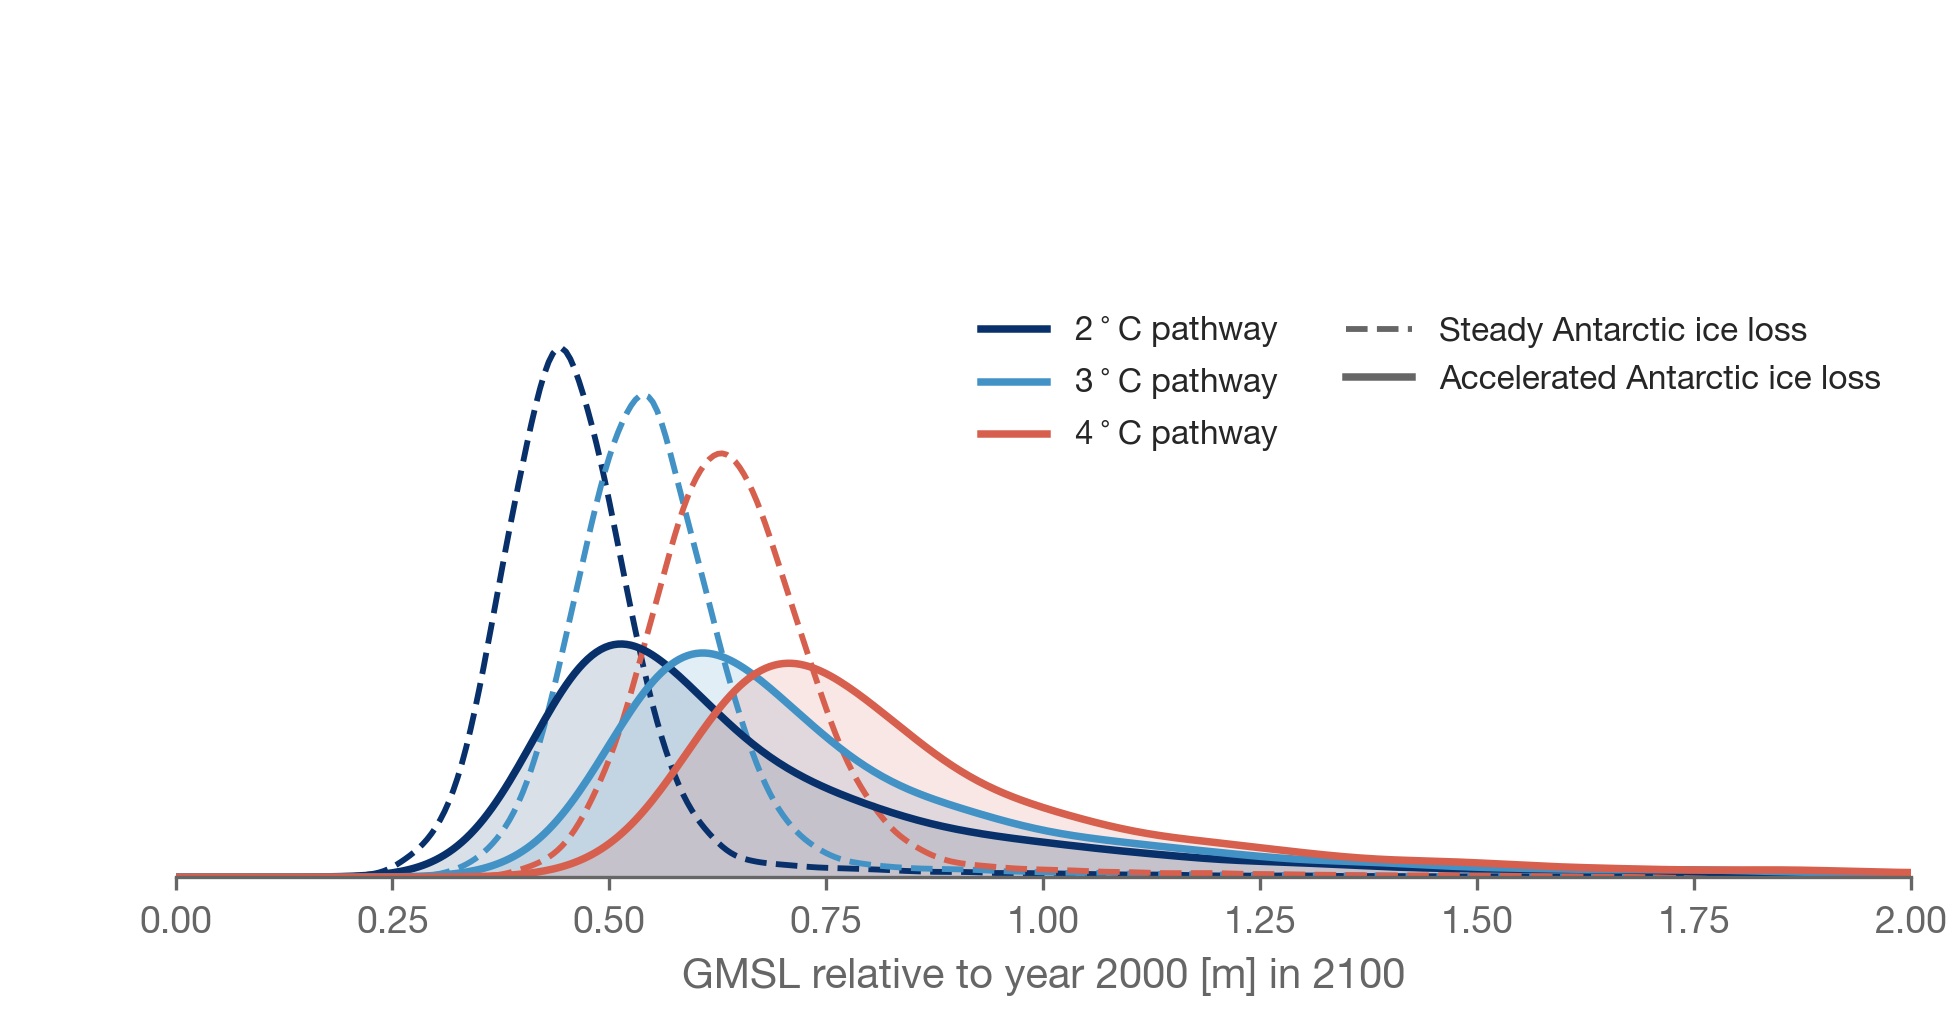 2°C pathway
3°C pathway
4°C pathway
Steady Antarctic ice loss
Accelerated Antarctic ice loss
0.00 0.25 0.50 0.75 1.00 1.25 1.50 1.75 2.00
GMSL relative to year 2000 [m] in 2100